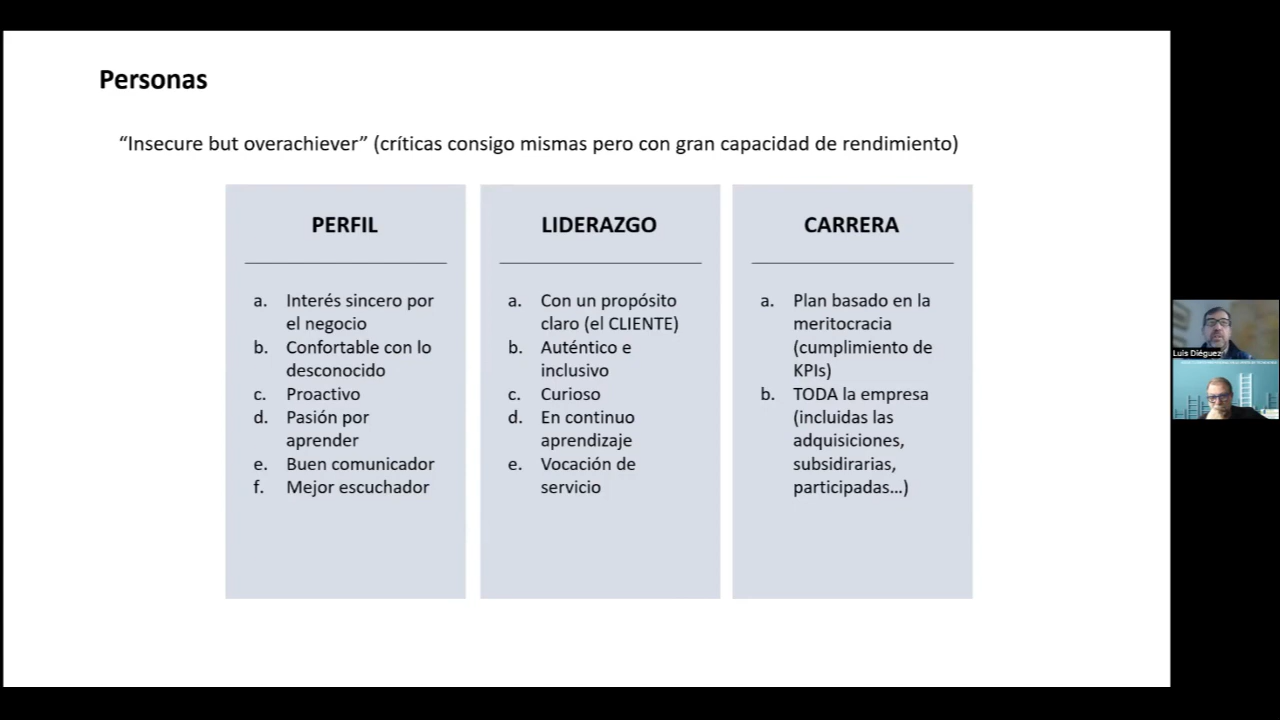 Personas
“Insecure but overachiever” (críticas consigo mismas pero con gran capacidad de rendimiento)
PERFIL
a. Interés sincero por
el negocio
b. Confortable con lo
desconocido
c. Proactivo
d. Pasión por
aprender
e. Buen comunicador
f. Mejor escuchador
LIDERAZGO
a. Con un propósito
claro (el CLIENTE)
b. Auténtico e
inclusivo
c. Curioso
d. En continuo
aprendizaje
e. Vocación de
servicio
CARRERA
a. Plan basado en la
meritocracia
(cumplimiento de
KPIs)
b. TODA la empresa
(incluidas las
adquisiciones,
subsidirarias,
participadas…)
Luis Diéguez